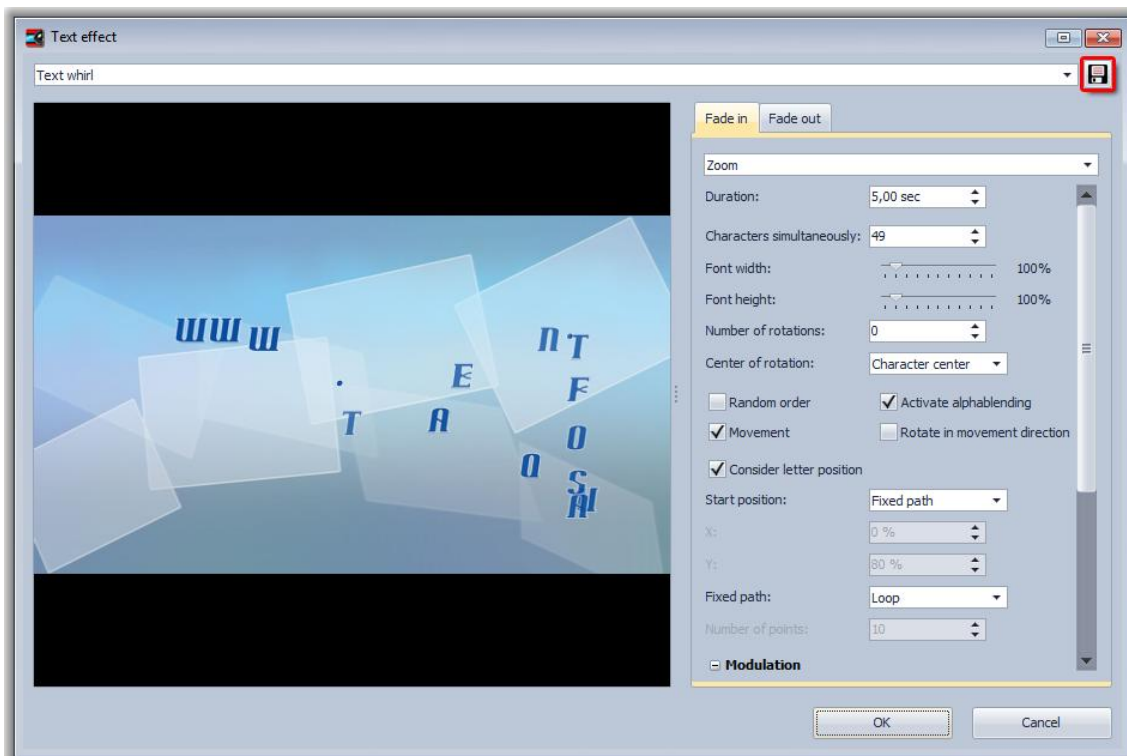 Text effect
Text whirl
Fade in Fade out
Zoom
Duration: 5,00 sec
Characters simultaneously: 49
Font width: 100%
Font height: 100%
Number of rotations: 0
Center of rotation: Character center
Random order Activate alphablending
Movement Rotate in movement direction
Consider letter position
Start position: Fixed path
X: 0 %
Y: 80 %
Fixed path: Loop
Number of points: 10
Modulation
OK Cancel
WWW
.
T
A
E
N T
F
O
S